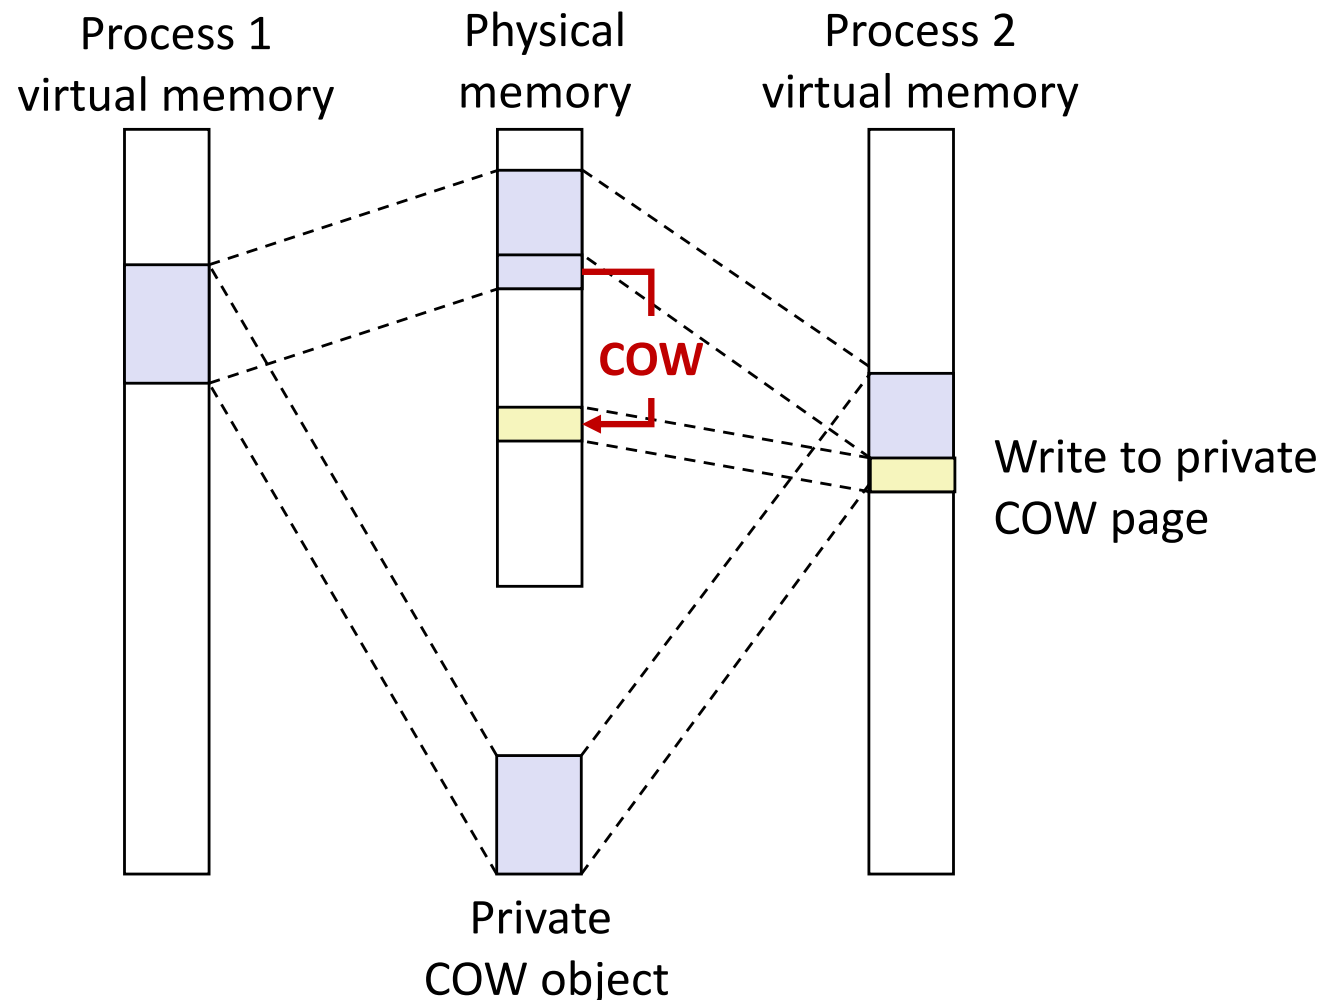 Process 1
virtual memory
Physical
memory
Process 2
virtual memory
COW
Write to private
COW page
Private
COW object